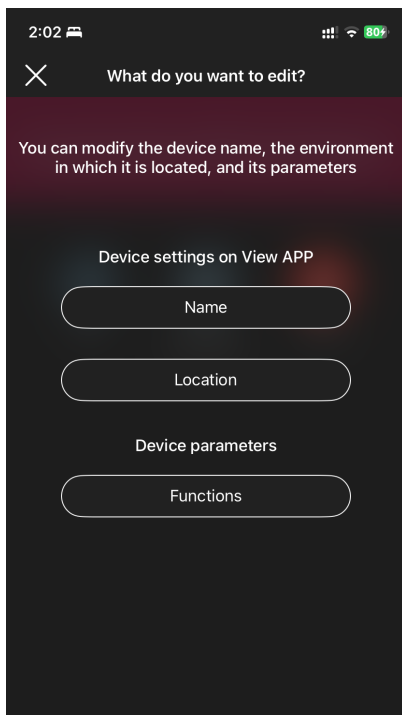 2:02
80
What do you want to edit?
You can modify the device name, the environment
in which it is located, and its parameters
Device settings on View APP
Name
Location
Device parameters
Functions